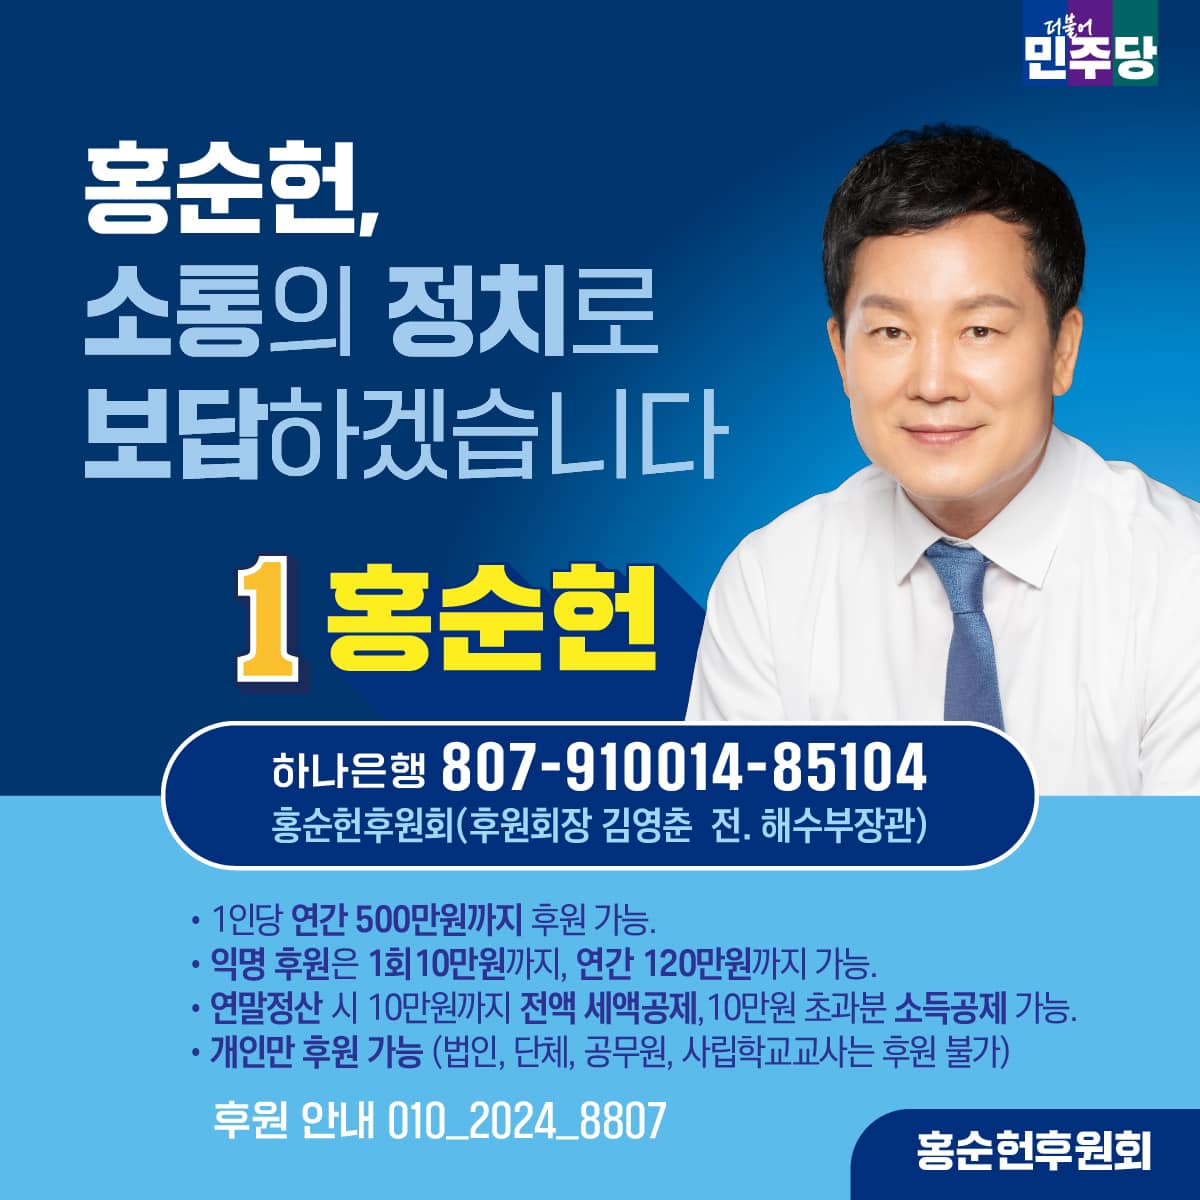 더불어
민주당
홍순헌,
소통의 정치로
보답하겠습니다
1 홍순헌
하나은행 807-910014-85104
홍순헌후원회(후원회장 김영춘 전. 해수부장관)
• 1인당 연간 500만원까지 후원 가능.
• 익명 후원은 1회10만원까지, 연간 120만원까지 가능.
• 연말정산 시 10만원까지 전액 세액공제,10만원 초과분 소득공제 가능.
• 개인만 후원 가능 (법인, 단체, 공무원, 사립학교교사는 후원 불가)
후원 안내 010_2024_8807
홍순헌후원회